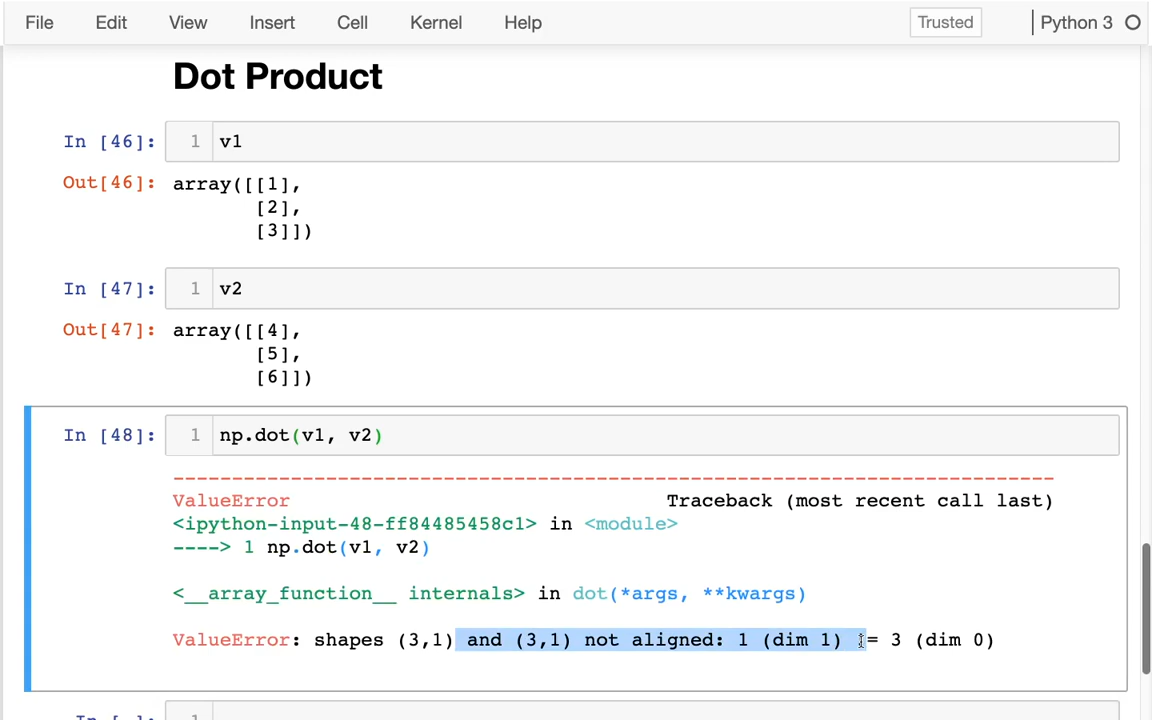 File Edit View Insert Cell Kernel Help Trusted Python 3
Dot Product
In [46]: 1 v1
Out[46]: array([[1],
[2],
[3]])
In [47]: 1 v2
Out[47]: array([[4],
[5],
[6]])
In [48]: 1 np.dot(v1, v2)
---------------------------------------------------------------------------
ValueError Traceback (most recent call last)
<ipython-input-48-ff84485458c1> in <module>
----> 1 np.dot(v1, v2)
<__array_function__ internals> in dot(*args, **kwargs)
ValueError: shapes (3,1) and (3,1) not aligned: 1 (dim 1) != 3 (dim 0)
In [ ]: 1